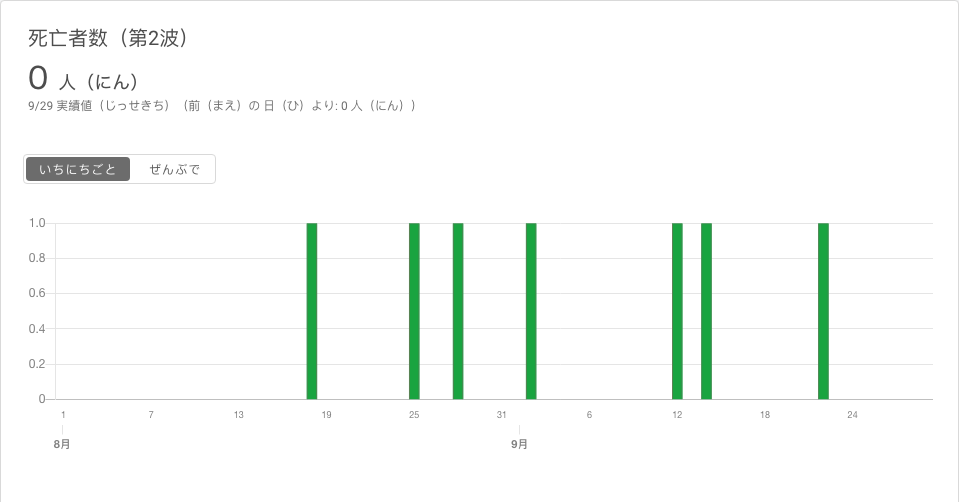 死亡者数（第2波）
0 人（にん）
9/29 実績値（じっせきち）（前（まえ）の 日（ひ）より: 0 人（にん））
いちにちごと ぜんぶで
1.0
0.8
0.6
0.4
0.2
0
1 7 13 19 25 31 6 12 18 24
8月 9月